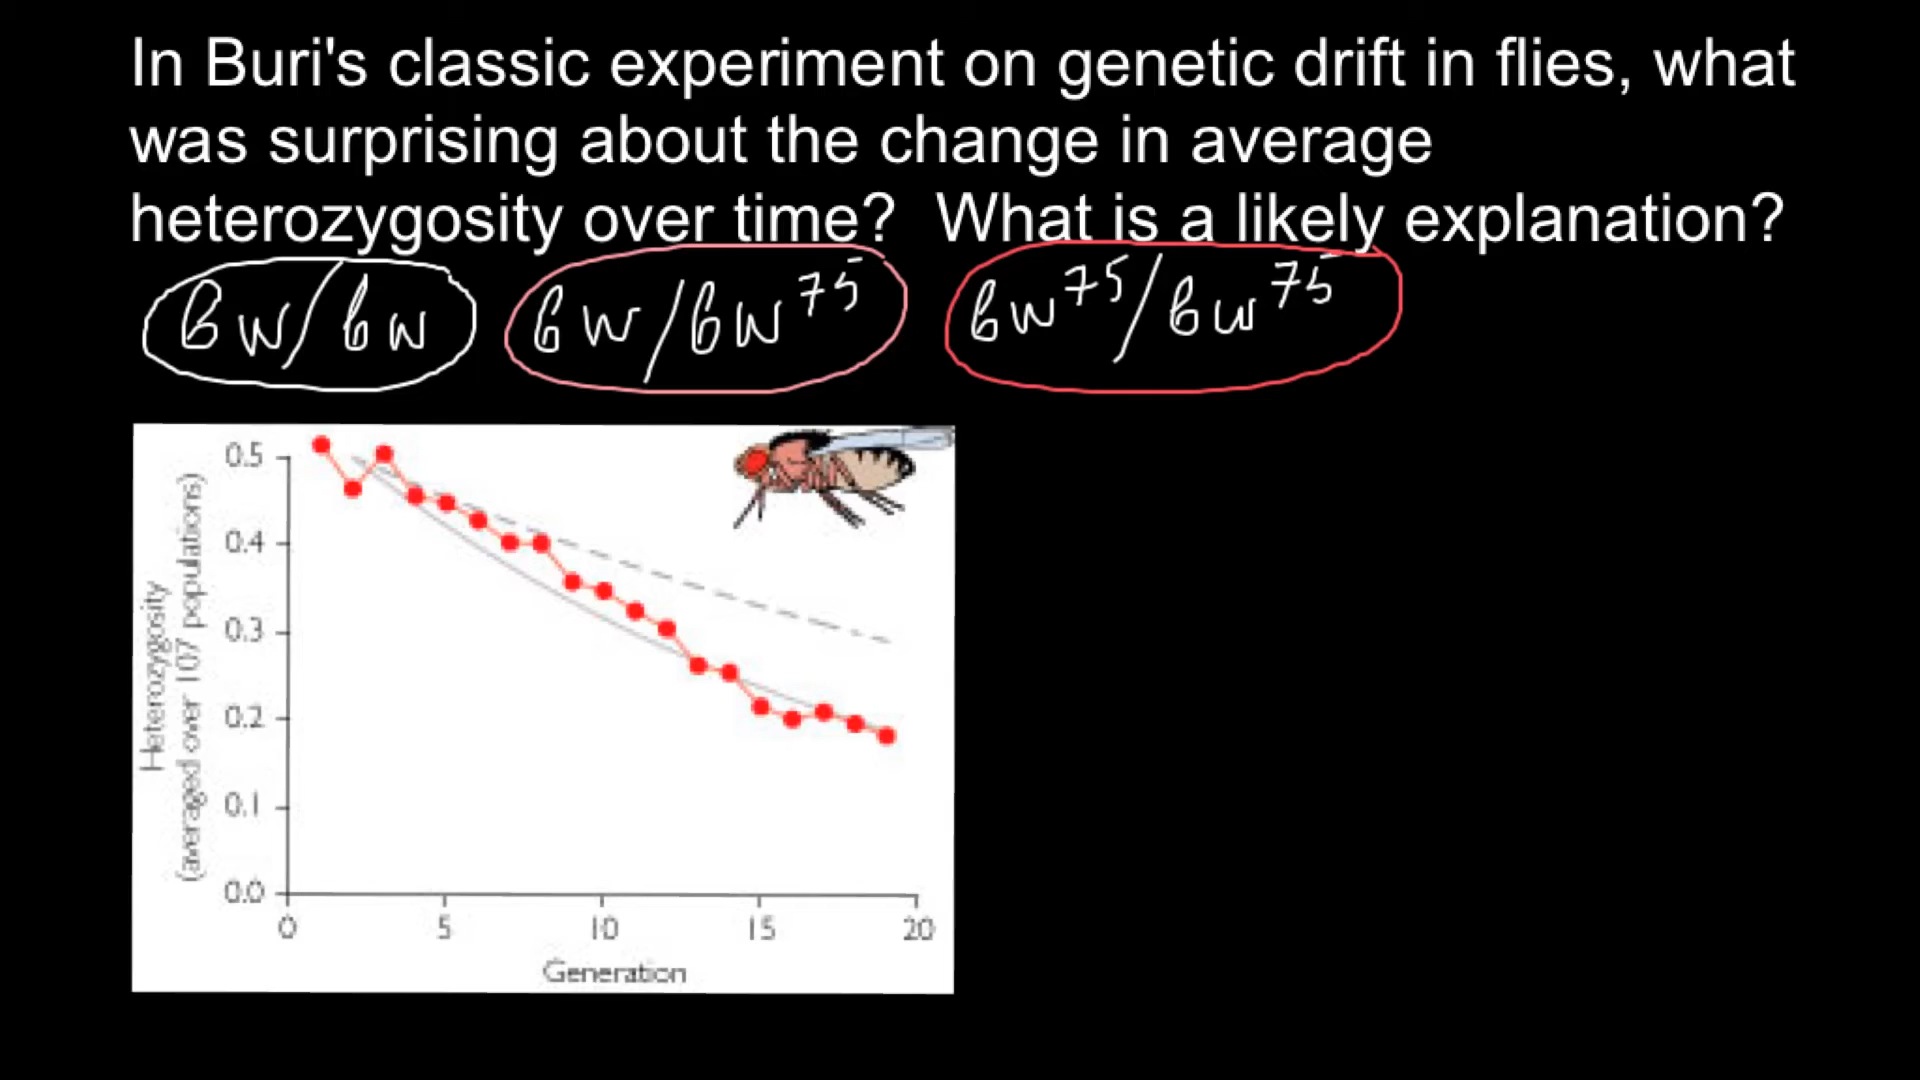 In Buri's classic experiment on genetic drift in flies, what
was surprising about the change in average
heterozygosity over time? What is a likely explanation?
bw/bw bw/bw⁷⁵ bw⁷⁵/bw⁷⁵
0.5
0.4
0.3
0.2
0.1
0.0
Heterozygosity
(averaged over 107 populations)
0 5 10 15 20
Generation